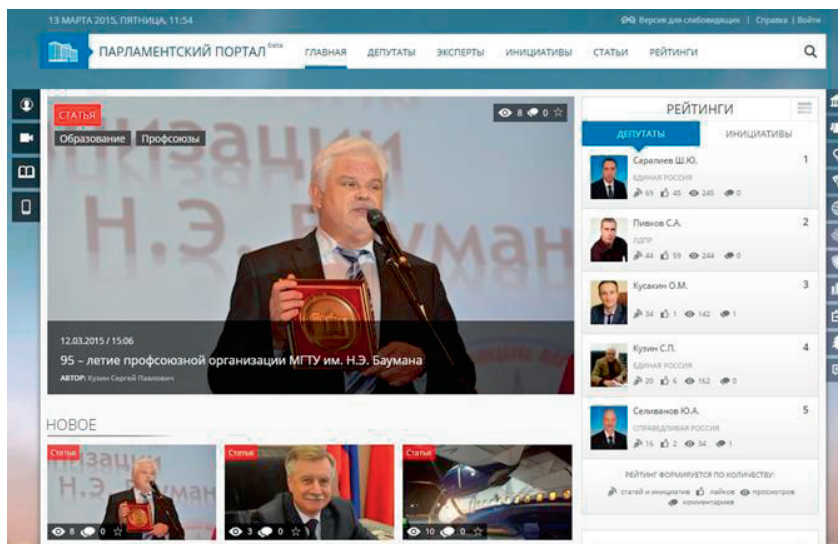 13 МАРТА 2015, ПЯТНИЦА, 11:54
Версия для слабовидящих | Справка | Войти
ПАРЛАМЕНТСКИЙ ПОРТАЛ beta
ГЛАВНАЯ ДЕПУТАТЫ ЭКСПЕРТЫ ИНИЦИАТИВЫ СТАТЬИ РЕЙТИНГИ
СТАТЬЯ
8 0
Образование Профсоюзы
Н.Э. Бауман
12.03.2015 / 15:06
95 – летие профсоюзной организации МГТУ им. Н.Э. Баумана
АВТОР: Кузин Сергей Павлович
РЕЙТИНГИ
ДЕПУТАТЫ ИНИЦИАТИВЫ
Саралиев Ш.Ю. 1
ЕДИНАЯ РОССИЯ
69 45 245 0
Пивков С.А. 2
ЛДПР
44 59 244 0
Кусакин О.М. 3
34 1 142 1
Кузин С.П. 4
ЕДИНАЯ РОССИЯ
20 6 162 0
Селиванов Ю.А. 5
СПРАВЕДЛИВАЯ РОССИЯ
16 2 34 1
РЕЙТИНГ ФОРМИРУЕТСЯ ПО КОЛИЧЕСТВУ:
статей и инициатив лайков просмотров
комментариев
НОВОЕ
Статья Статья Статья
8 0 3 0 10 0